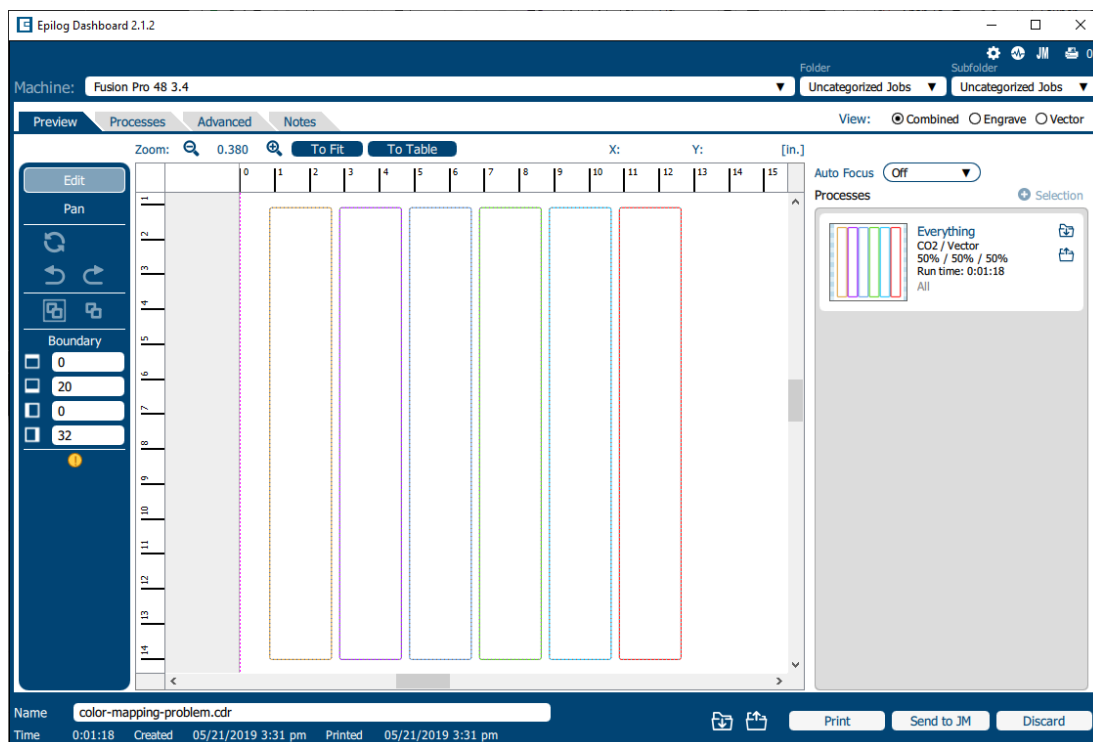 Epilog Dashboard 2.1.2
JM 0
Folder Subfolder
Machine: Fusion Pro 48 3.4 Uncategorized Jobs Uncategorized Jobs
Preview Processes Advanced Notes View: Combined Engrave Vector
Zoom: 0.380 To Fit To Table X: Y: [in.]
0 1 2 3 4 5 6 7 8 9 10 11 12 13 14 15
Edit
Pan
Boundary
0
20
0
32
1
2
3
4
5
6
7
8
9
10
11
12
13
14
Auto Focus Off
Processes Selection
Everything
CO2 / Vector
50% / 50% / 50%
Run time: 0:01:18
All
Name color-mapping-problem.cdr
Print Send to JM Discard
Time 0:01:18 Created 05/21/2019 3:31 pm Printed 05/21/2019 3:31 pm